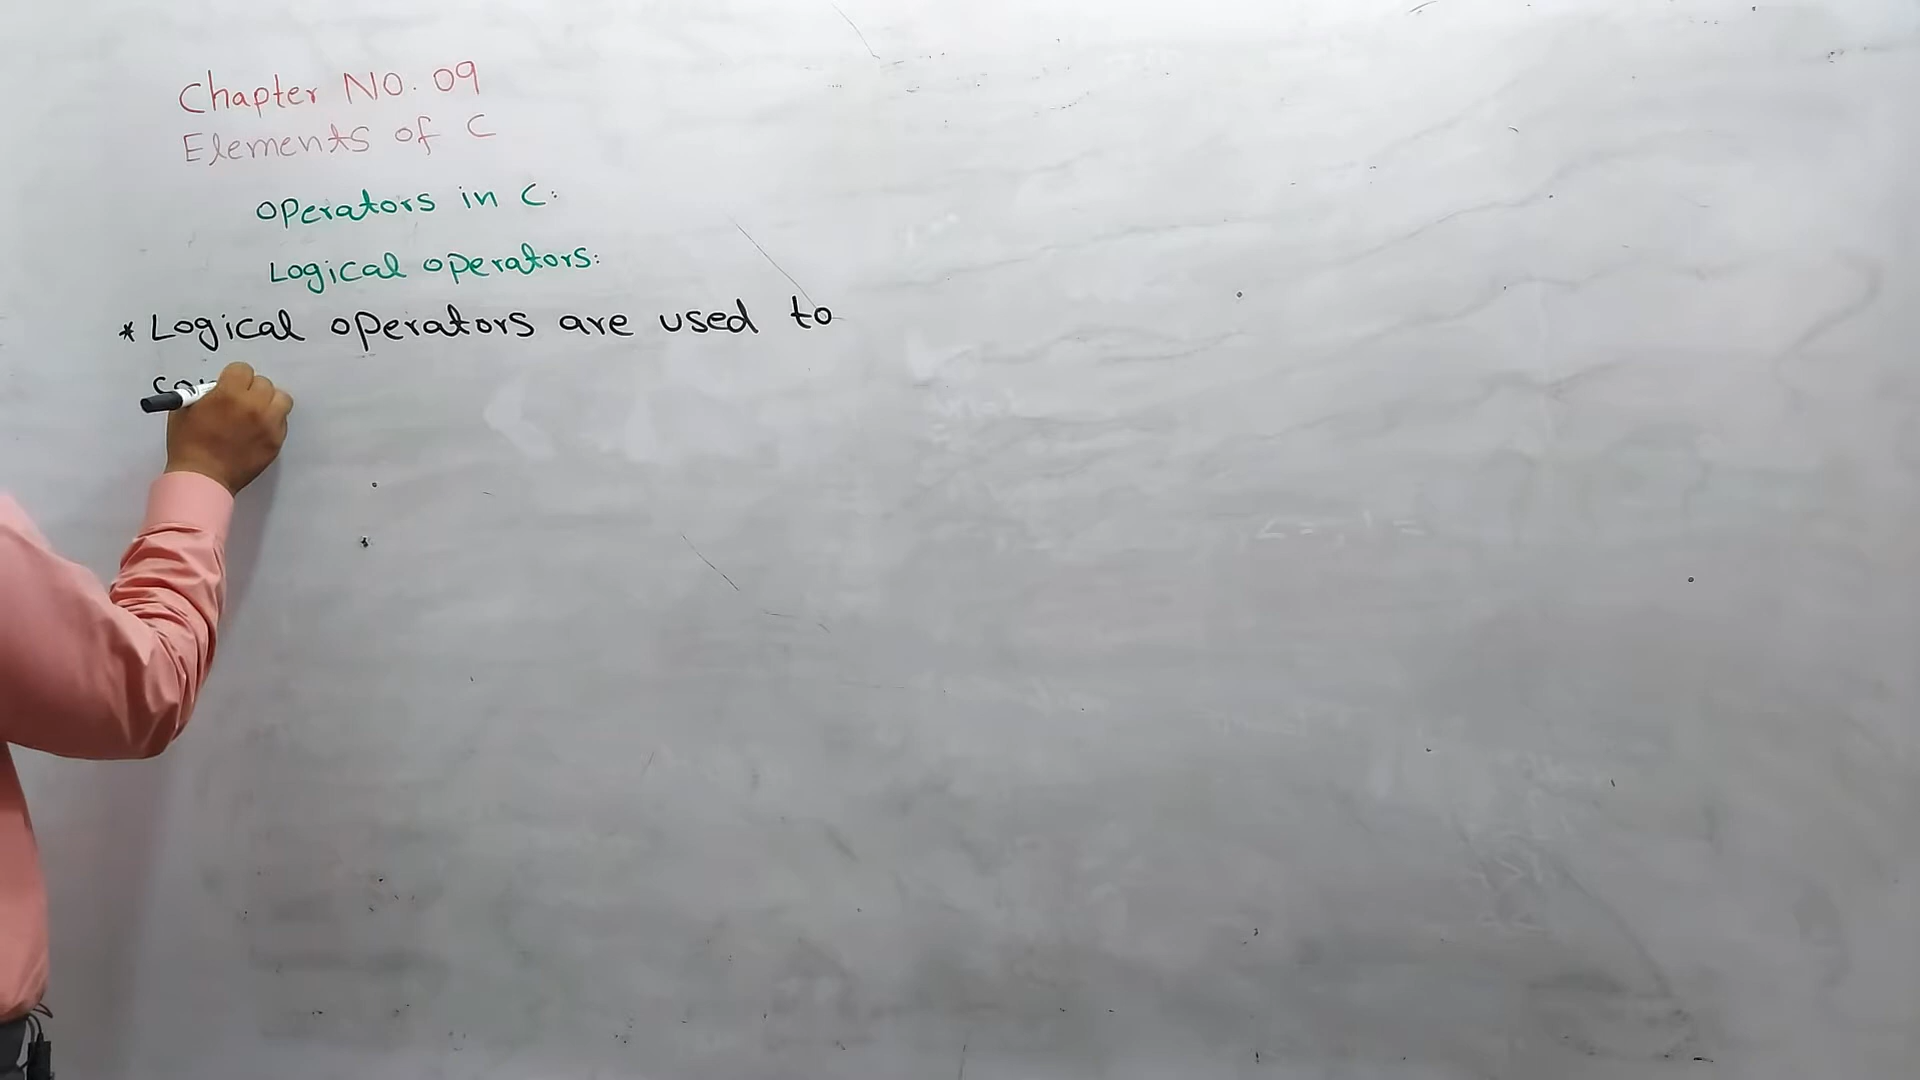 Chapter NO. 09
Elements of C
Operators in C:
Logical operators:
* Logical operators are used to